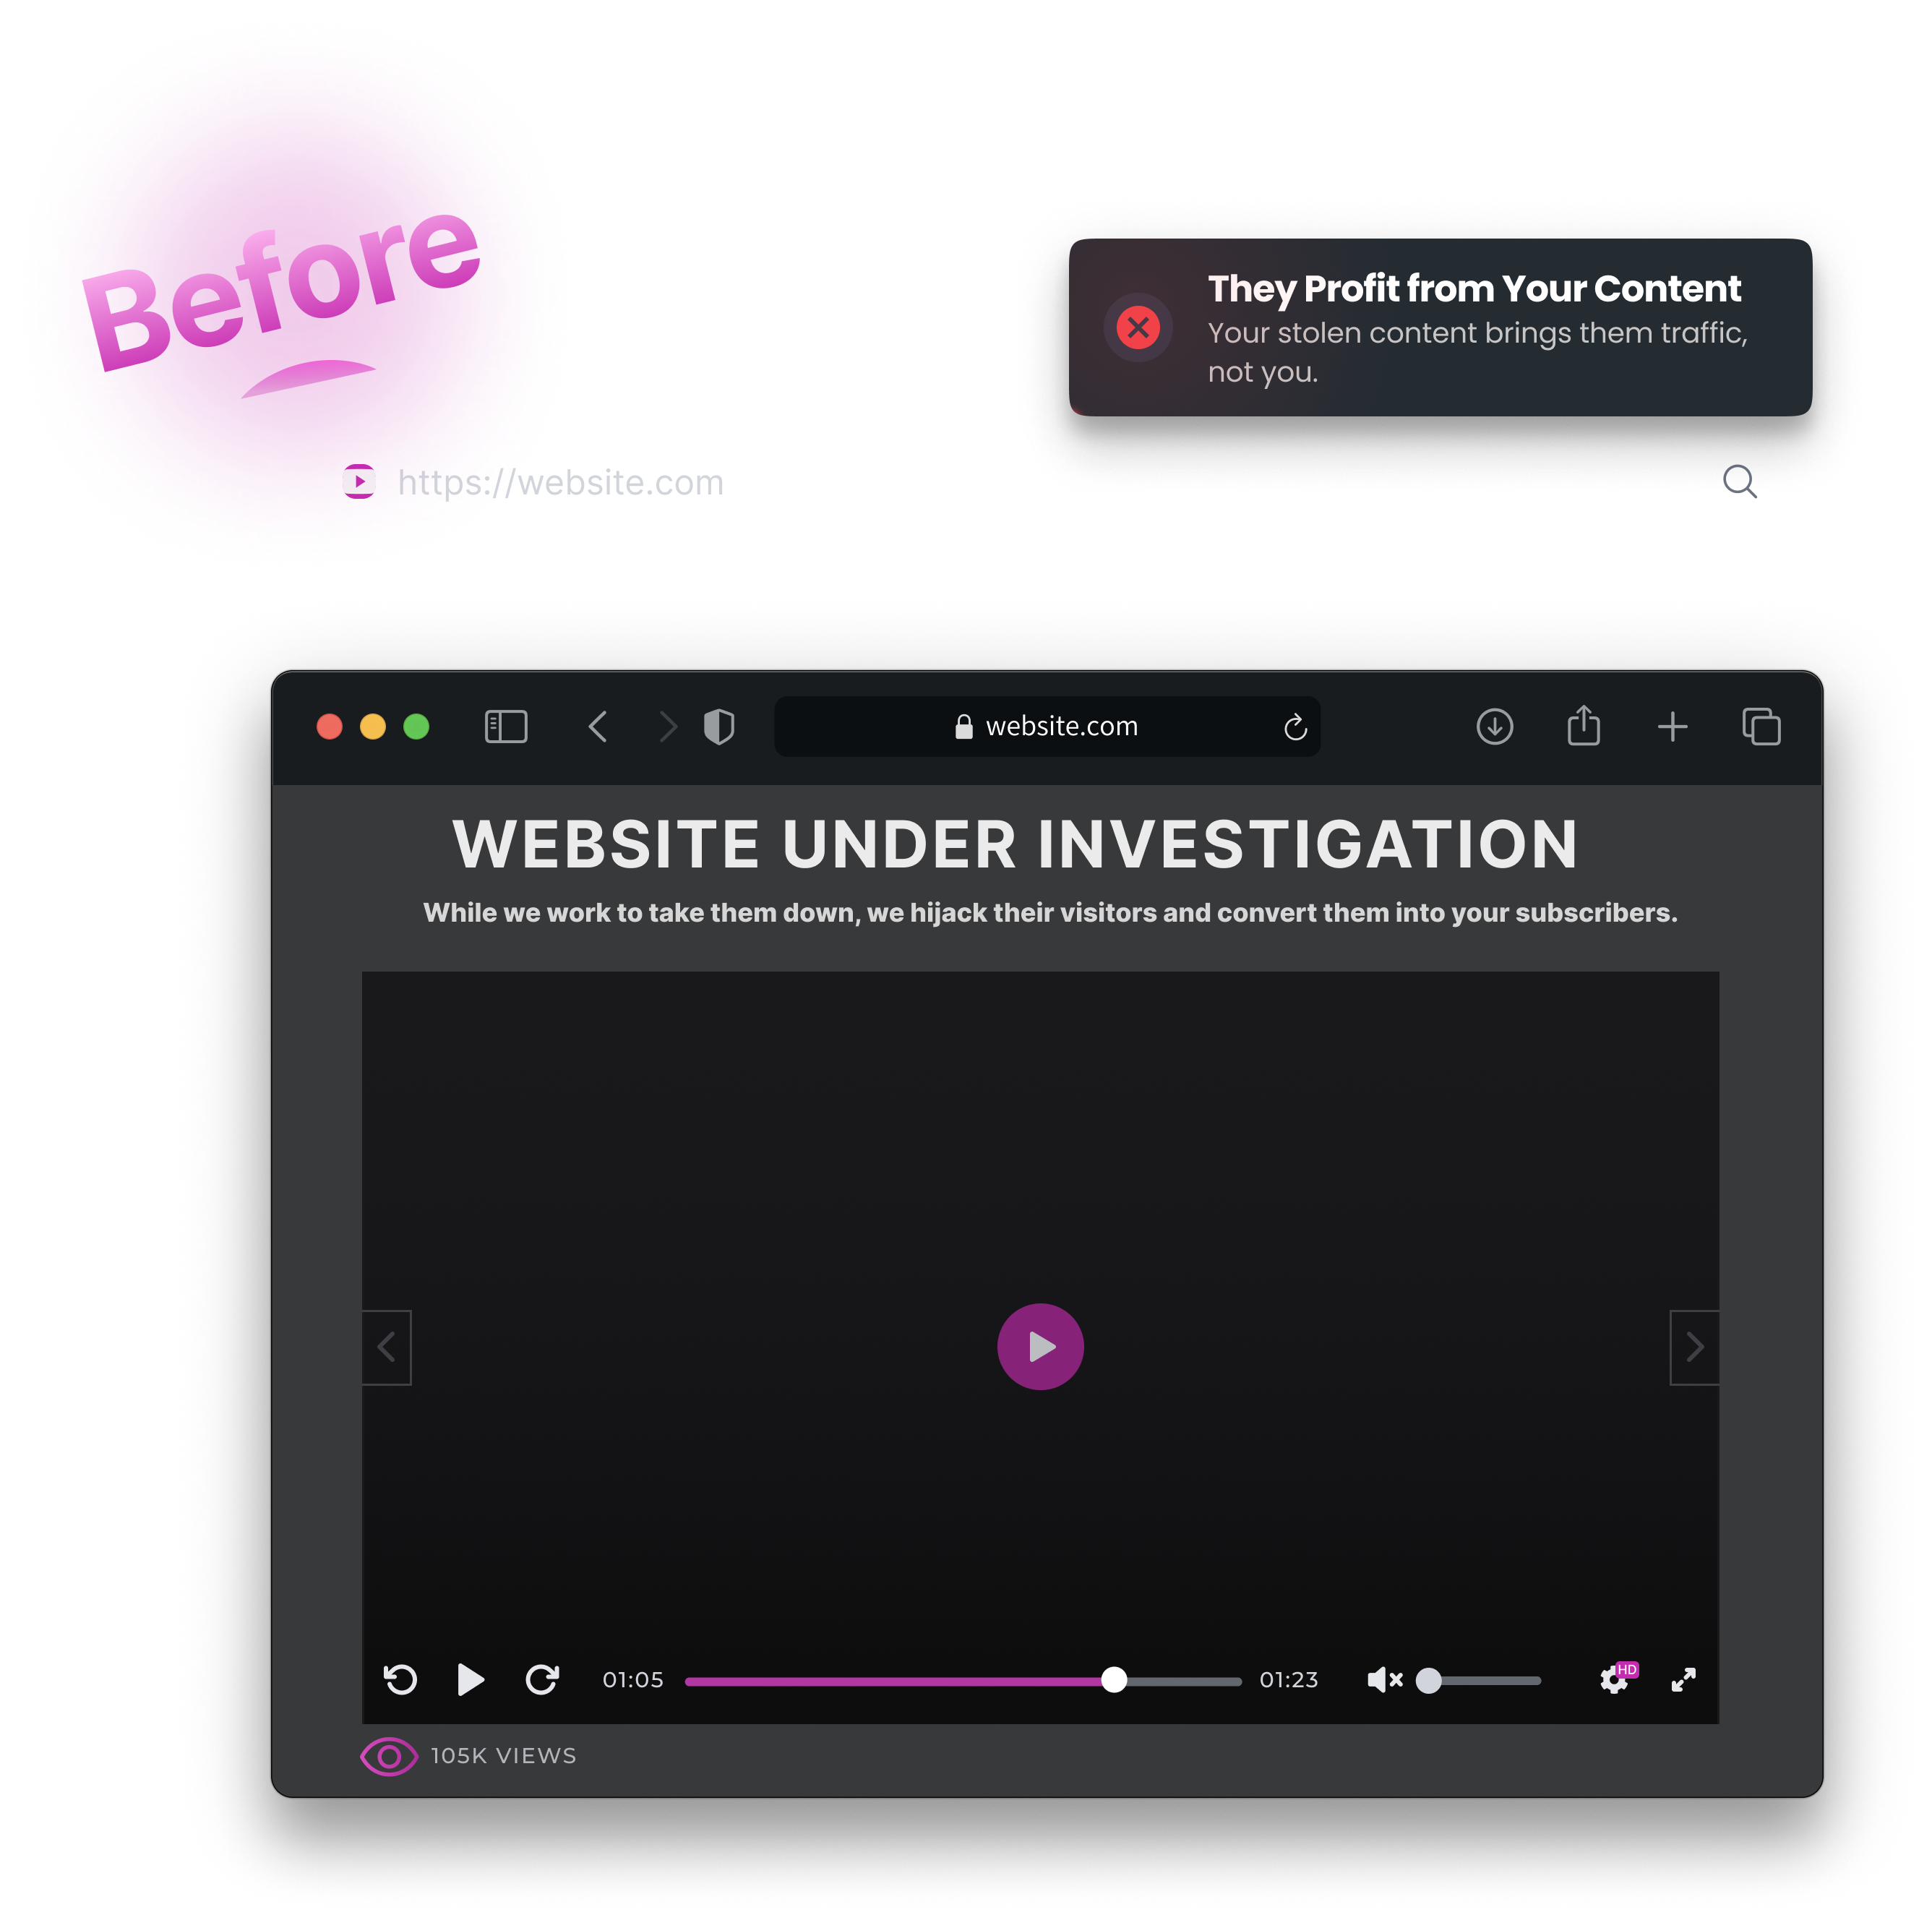 Before
They Profit from Your Content
Your stolen content brings them traffic,
not you.
https://website.com
website.com
WEBSITE UNDER INVESTIGATION
While we work to take them down, we hijack their visitors and convert them into your subscribers.
01:05
01:23
HD
105K VIEWS